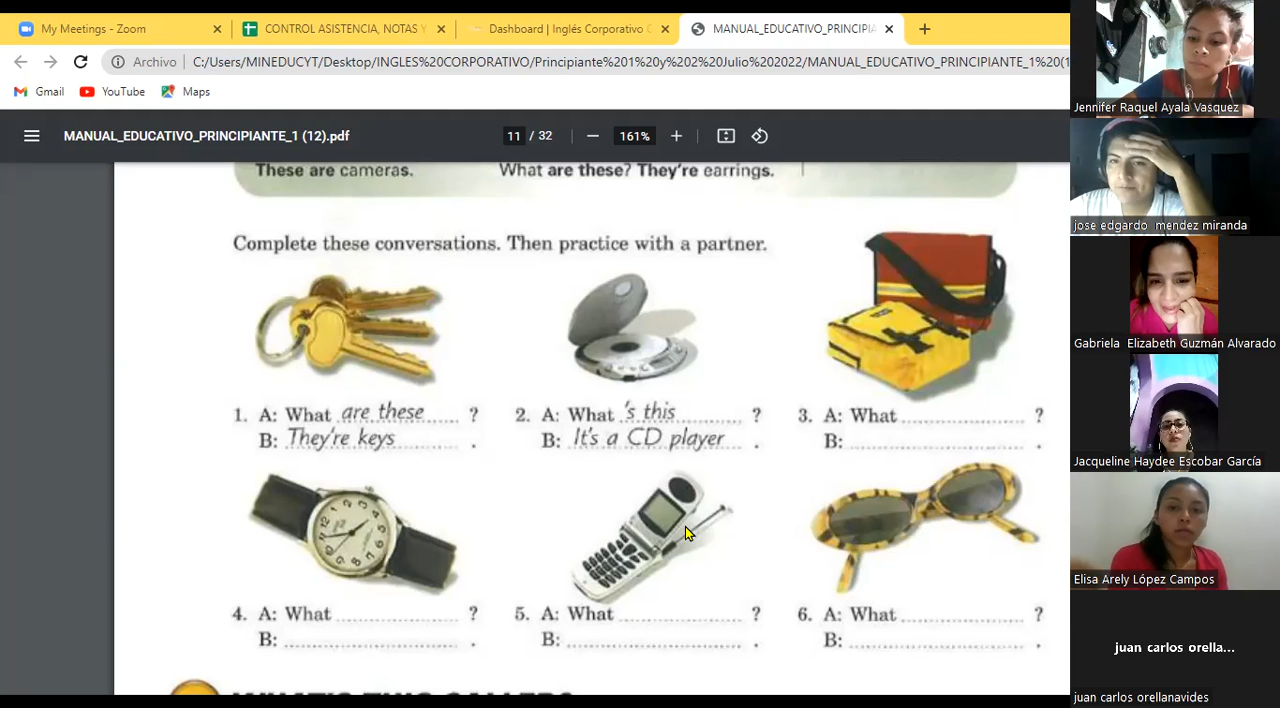 My Meetings - Zoom
CONTROL ASISTENCIA, NOTAS Y
Dashboard | Inglés Corporativo
MANUAL_EDUCATIVO_PRINCIPIA
Archivo | C:/Users/MINEDUCYT/Desktop/INGLES%20CORPORATIVO/Principiante%201%20y%202%20Julio%202022/MANUAL_EDUCATIVO_PRINCIPIANTE_1%20(1
Gmail YouTube Maps
MANUAL_EDUCATIVO_PRINCIPIANTE_1 (12).pdf 11 / 32 161%
These are cameras. What are these? They're earrings.
Complete these conversations. Then practice with a partner.
1. A: What are these ?
B: They're keys .
2. A: What 's this ?
B: It's a CD player .
3. A: What ?
B: .
4. A: What ?
B: .
5. A: What ?
B: .
6. A: What ?
B: .
Jennifer Raquel Ayala Vasquez
jose edgardo mendez miranda
Gabriela Elizabeth Guzmán Alvarado
Jacqueline Haydee Escobar García
Elisa Arely López Campos
juan carlos orella...
juan carlos orellanavides